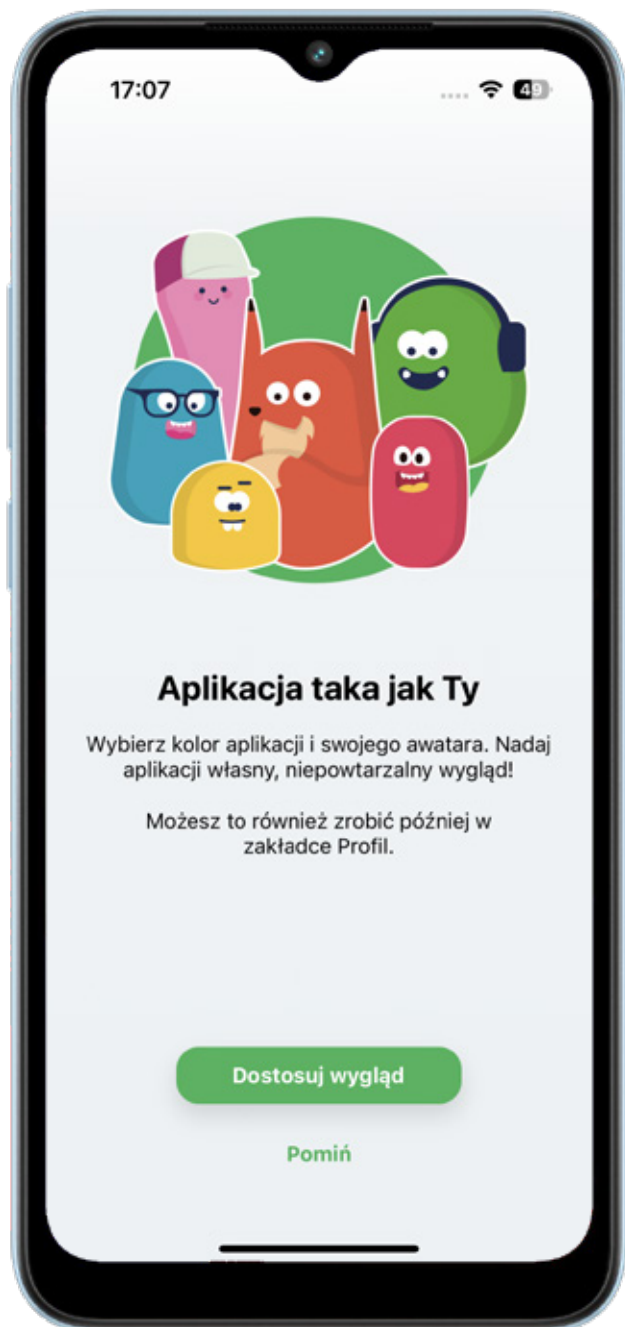 17:07
49
Aplikacja taka jak Ty
Wybierz kolor aplikacji i swojego awatara. Nadaj
aplikacji własny, niepowtarzalny wygląd!
Możesz to również zrobić później w
zakładce Profil.
Dostosuj wygląd
Pomiń